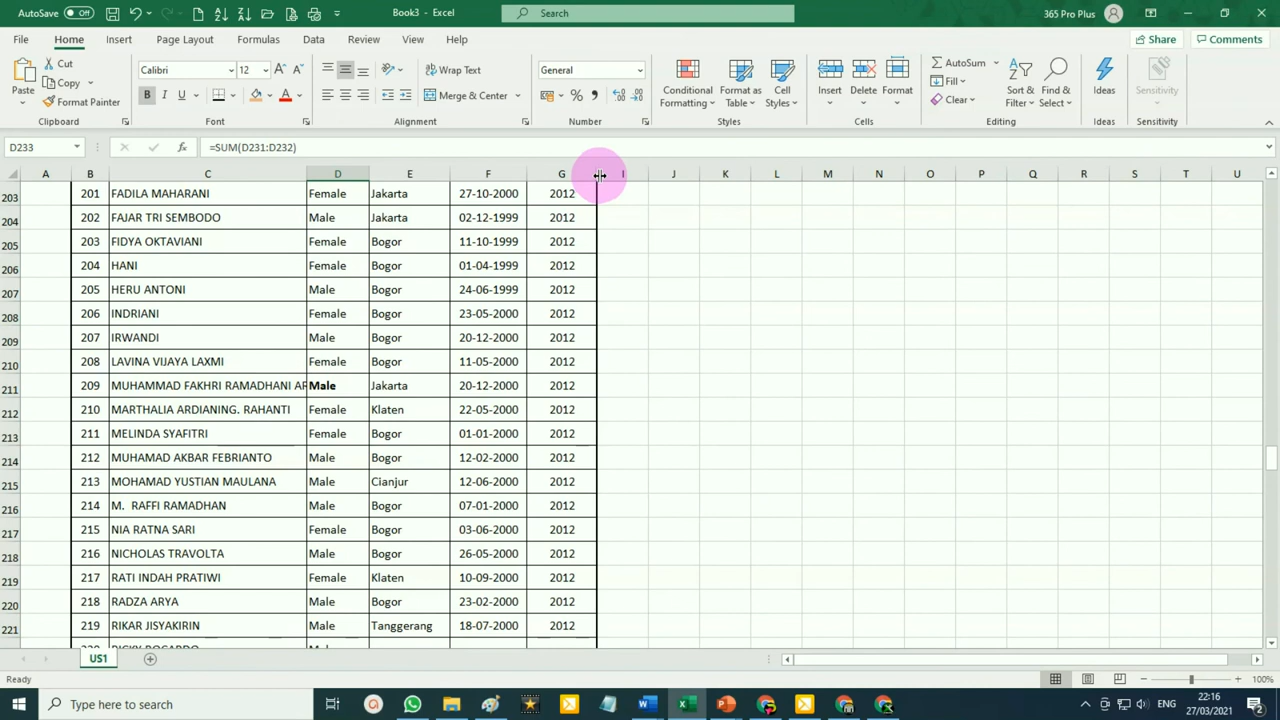 AutoSave Off Book3 - Excel Search 365 Pro Plus
File Home Insert Draw Page Layout Formulas Data Review View Help Share Comments
Paste Cut Copy Format Painter Clipboard
Calibri 12 B I U A Font
Wrap Text Merge & Center Alignment
General % , Number
Conditional Formatting Format as Table Cell Styles Styles
Insert Delete Format Cells
AutoSum Fill Clear Sort & Filter Find & Select Editing
Ideas Ideas
Sensitivity Sensitivity
D233 fx =SUM(D231:D232)
A B C D E F G I J K L M N O P Q R S T U
203 201 FADILA MAHARANI Female Jakarta 27-10-2000 2012
204 202 FAJAR TRI SEMBODO Male Jakarta 02-12-1999 2012
205 203 FIDYA OKTAVIANI Female Bogor 11-10-1999 2012
206 204 HANI Female Bogor 01-04-1999 2012
207 205 HERU ANTONI Male Bogor 24-06-1999 2012
208 206 INDRIANI Female Bogor 23-05-2000 2012
209 207 IRWANDI Male Bogor 20-12-2000 2012
210 208 LAVINA VIJAYA LAXMI Female Bogor 11-05-2000 2012
211 209 MUHAMMAD FAKHRI RAMADHANI AR Male Jakarta 20-12-2000 2012
212 210 MARTHALIA ARDIANING. RAHANTI Female Klaten 22-05-2000 2012
213 211 MELINDA SYAFITRI Female Bogor 01-01-2000 2012
214 212 MUHAMAD AKBAR FEBRIANTO Male Bogor 12-02-2000 2012
215 213 MOHAMAD YUSTIAN MAULANA Male Cianjur 12-06-2000 2012
216 214 M. RAFFI RAMADHAN Male Bogor 07-01-2000 2012
217 215 NIA RATNA SARI Female Bogor 03-06-2000 2012
218 216 NICHOLAS TRAVOLTA Male Bogor 26-05-2000 2012
219 217 RATI INDAH PRATIWI Female Klaten 10-09-2000 2012
220 218 RADZA ARYA Male Bogor 23-02-2000 2012
221 219 RIKAR JISYAKIRIN Male Tanggerang 18-07-2000 2012
US1
Ready 100%
Type here to search ENG 22:16
27/03/2021 2